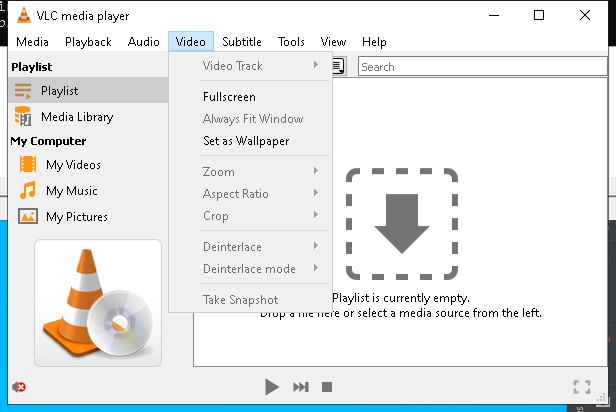 VLC media player
Media Playback Audio Video Subtitle Tools View Help
Playlist
Playlist
Media Library
My Computer
My Videos
My Music
My Pictures
Video Track
Fullscreen
Always Fit Window
Set as Wallpaper
Zoom
Aspect Ratio
Crop
Deinterlace
Deinterlace mode
Take Snapshot
Search
Playlist is currently empty.
Drop a file here or select a media source from the left.